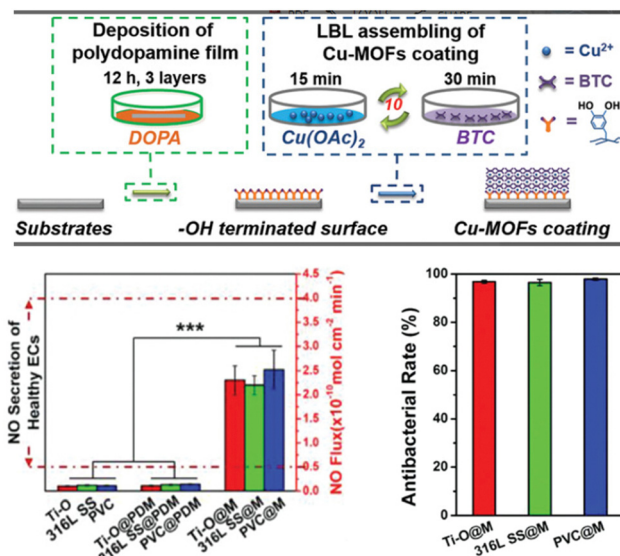 Deposition of
polydopamine film
12 h, 3 layers
DOPA
LBL assembling of
Cu-MOFs coating
15 min
10
30 min
Cu(OAc)2
BTC
= Cu2+
= BTC
HO
OH
=
Substrates
-OH terminated surface
Cu-MOFs coating
NO Secretion of
Healthy ECs
***
4.5
4.0
3.5
3.0
2.5
2.0
1.5
1.0
0.5
0.0
NO Flux(x10-10mol cm-2 min-1)
Ti-O
316L SS
PVC
Ti-O@PDM
316L SS@PDM
PVC@PDM
Ti-O@M
316L SS@M
PVC@M
Antibacterial Rate (%)
100
80
60
40
20
0
Ti-O@M
316L SS@M
PVC@M